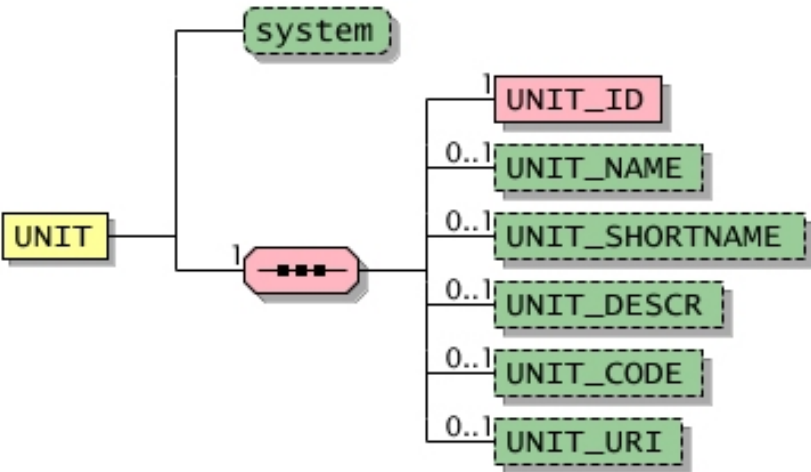 system
1
UNIT_ID
0..1
UNIT_NAME
0..1
UNIT_SHORTNAME
UNIT
1
0..1
UNIT_DESCR
0..1
UNIT_CODE
0..1
UNIT_URI